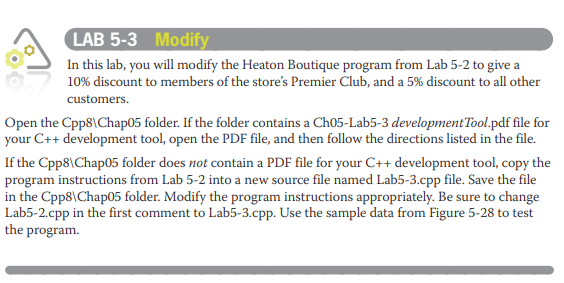 LAB 5-3 Modify
In this lab, you will modify the Heaton Boutique program from Lab 5-2 to give a
10% discount to members of the store's Premier Club, and a 5% discount to all other
customers.
Open the Cpp8\Chap05 folder. If the folder contains a Ch05-Lab5-3 developmentTool.pdf file for
your C++ development tool, open the PDF file, and then follow the directions listed in the file.
If the Cpp8\Chap05 folder does not contain a PDF file for your C++ development tool, copy the
program instructions from Lab 5-2 into a new source file named Lab5-3.cpp file. Save the file
in the Cpp8\Chap05 folder. Modify the program instructions appropriately. Be sure to change
Lab5-2.cpp in the first comment to Lab5-3.cpp. Use the sample data from Figure 5-28 to test
the program.